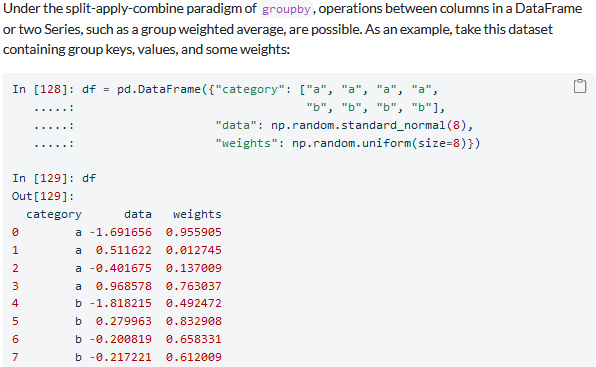 Under the split-apply-combine paradigm of groupby, operations between columns in a DataFrame
or two Series, such as a group weighted average, are possible. As an example, take this dataset
containing group keys, values, and some weights:
In [128]: df = pd.DataFrame({"category": ["a", "a", "a", "a",
.....:                                 "b", "b", "b", "b"],
.....:                    "data": np.random.standard_normal(8),
.....:                    "weights": np.random.uniform(size=8)})
In [129]: df
Out[129]:
  category      data   weights
0        a -1.691656  0.955905
1        a  0.511622  0.012745
2        a -0.401675  0.137009
3        a  0.968578  0.763037
4        b -1.818215  0.492472
5        b  0.279963  0.832908
6        b -0.200819  0.658331
7        b -0.217221  0.612009